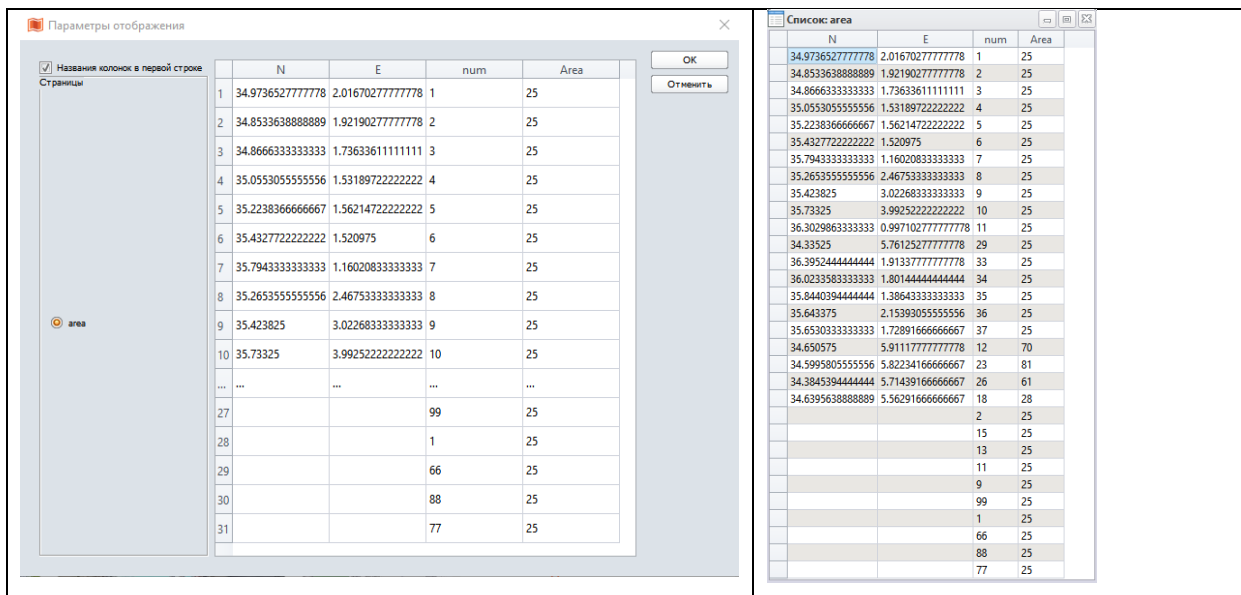 Параметры отображения
Названия колонок в первой строке
Страницы
area
N E num Area
1 34.9736527777778 2.01670277777778 1 25
2 34.8533638888889 1.92190277777778 2 25
3 34.8666333333333 1.73633611111111 3 25
4 35.0553055555556 1.53189722222222 4 25
5 35.2238366666667 1.56214722222222 5 25
6 35.4327722222222 1.520975 6 25
7 35.7943333333333 1.16020833333333 7 25
8 35.2653555555556 2.46753333333333 8 25
9 35.423825 3.02268333333333 9 25
10 35.73325 3.99252222222222 10 25
... ... ... ... ...
27 99 25
28 1 25
29 66 25
30 88 25
31 77 25
ОК
Отменить
Список: area
N E num Area
34.9736527777778 2.01670277777778 1 25
34.8533638888889 1.92190277777778 2 25
34.8666333333333 1.73633611111111 3 25
35.0553055555556 1.53189722222222 4 25
35.2238366666667 1.56214722222222 5 25
35.4327722222222 1.520975 6 25
35.7943333333333 1.16020833333333 7 25
35.2653555555556 2.46753333333333 8 25
35.423825 3.02268333333333 9 25
35.73325 3.99252222222222 10 25
36.3029863333333 0.997102777777778 11 25
34.33525 5.76125277777778 29 25
36.3952444444444 1.91337777777778 33 25
36.0233583333333 1.80144444444444 34 25
35.8440394444444 1.38643333333333 35 25
35.643375 2.15393055555556 36 25
35.6530333333333 1.72891666666667 37 25
34.650575 5.91117777777778 12 70
34.5995805555556 5.82234166666667 23 81
34.3845394444444 5.71439166666667 26 61
34.6395638888889 5.56291666666667 18 28
2 25
15 25
13 25
11 25
9 25
99 25
1 25
66 25
88 25
77 25